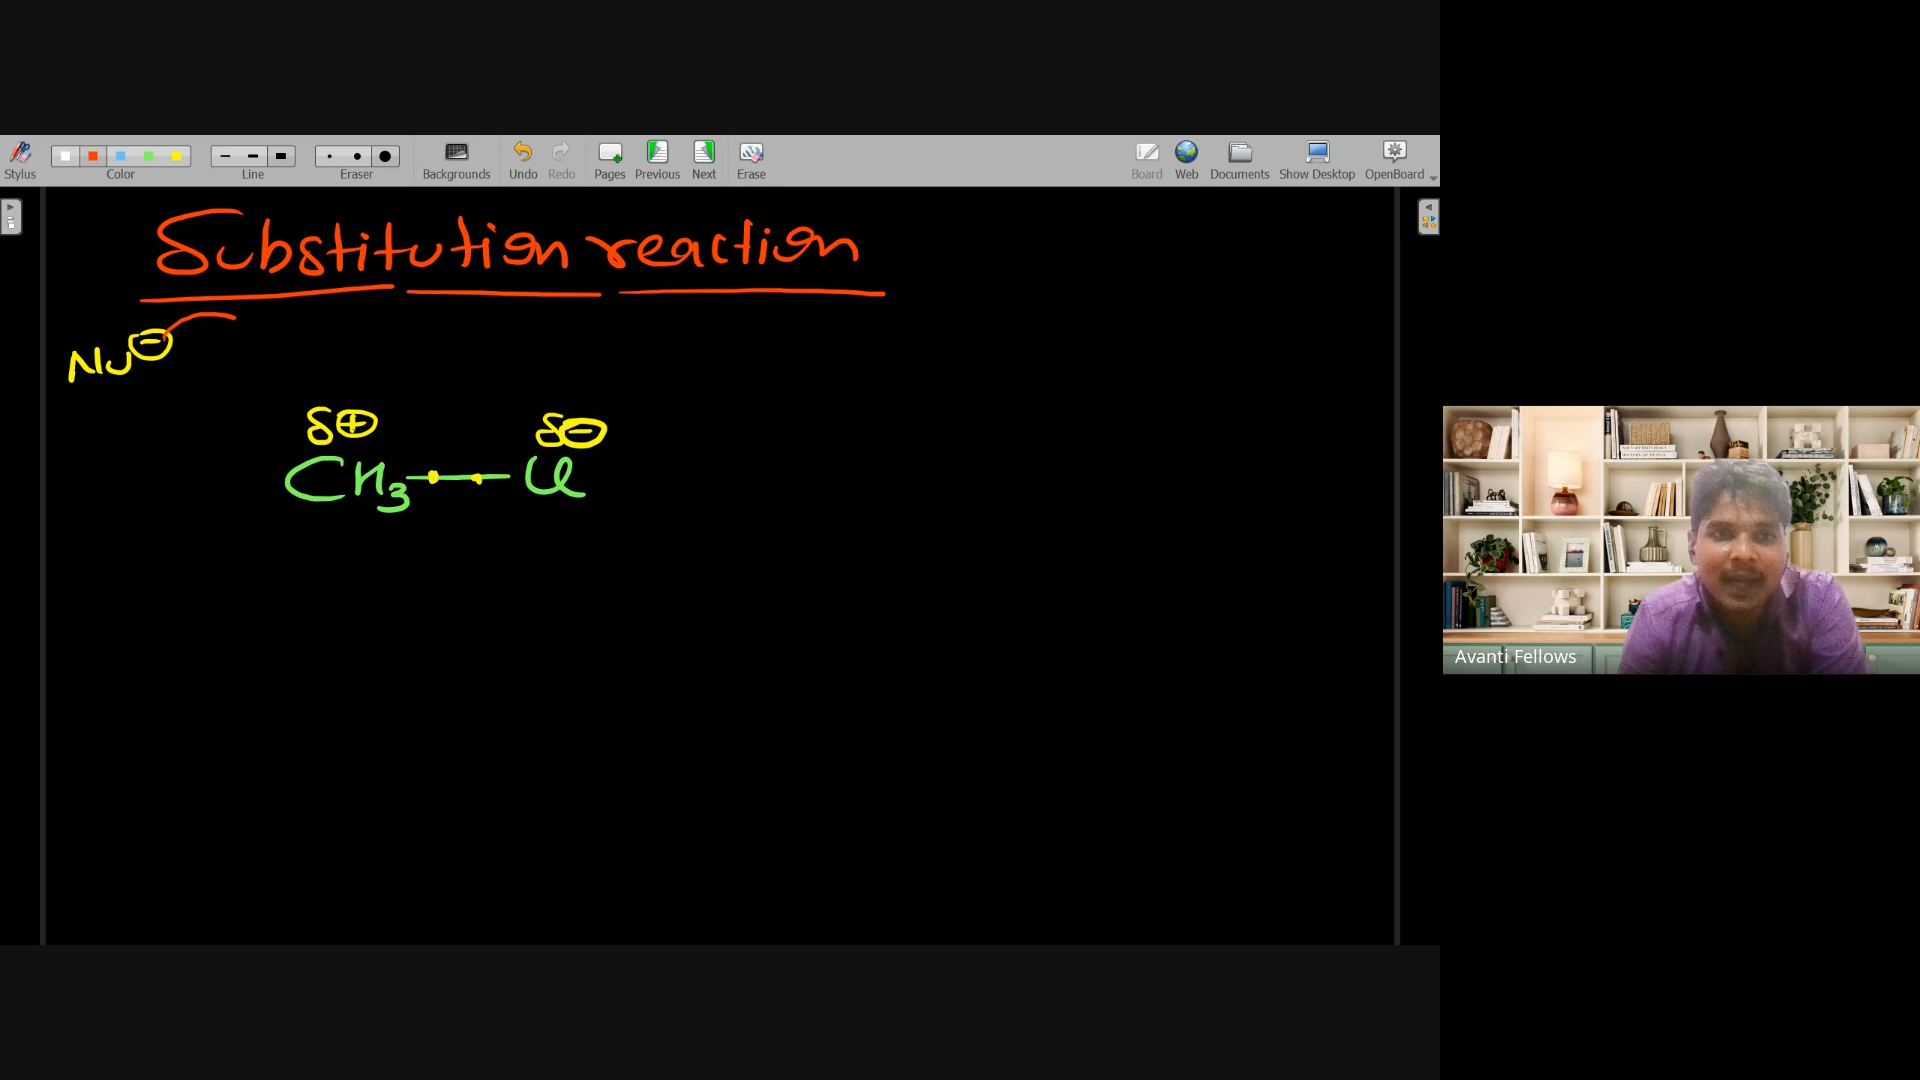 Stylus Color Line Eraser Backgrounds Undo Redo Pages Previous Next Erase Board Web Documents Show Desktop OpenBoard
Substitution reaction
Nu⊖
δ⊕ δ⊖
CH₃—Cl
Avanti Fellows